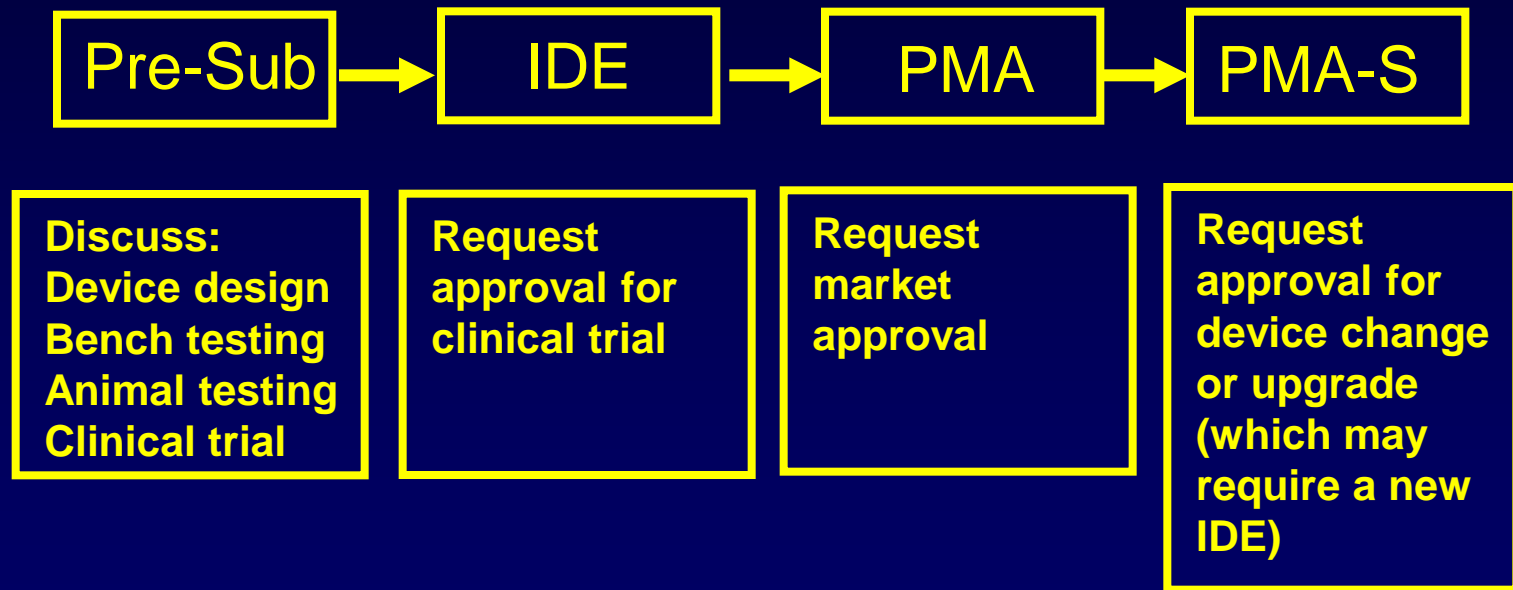 Pre-Sub
IDE
PMA
PMA-S
Discuss:
Device design
Bench testing
Animal testing
Clinical trial
Request
approval for
clinical trial
Request
market
approval
Request
approval for
device change
or upgrade
(which may
require a new
IDE)